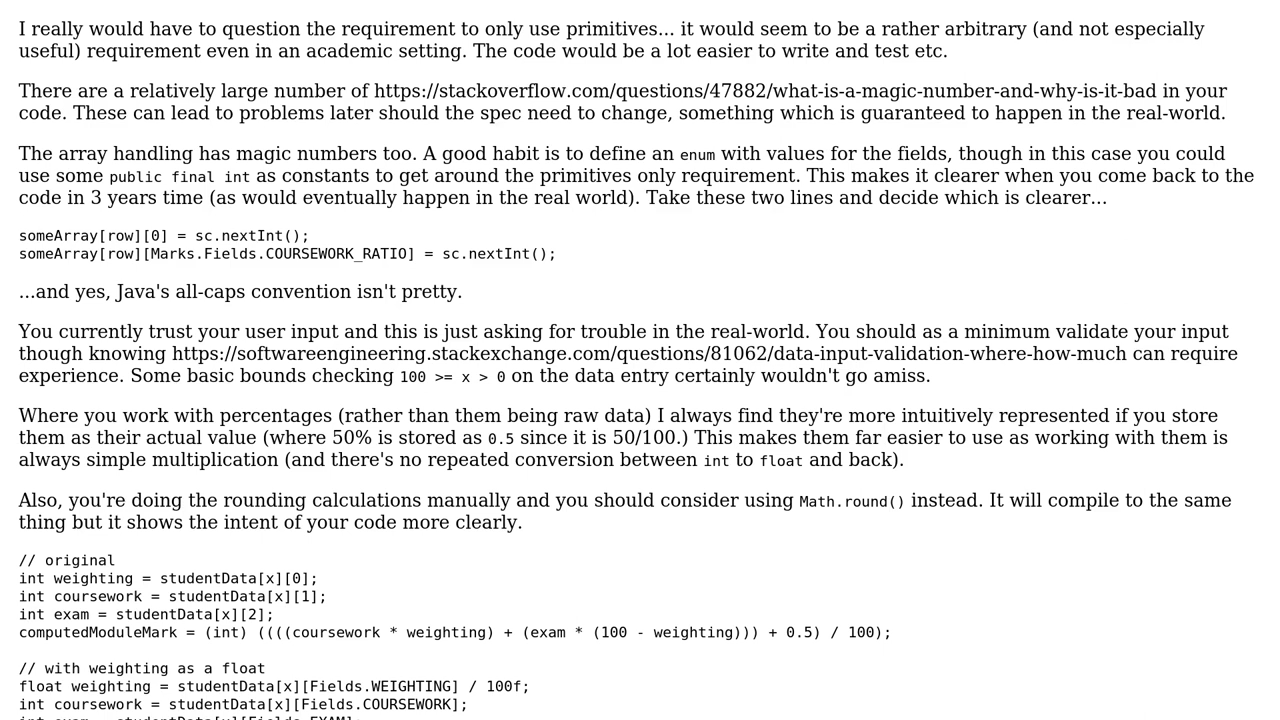 I really would have to question the requirement to only use primitives... it would seem to be a rather arbitrary (and not especially
useful) requirement even in an academic setting. The code would be a lot easier to write and test etc.
There are a relatively large number of https://stackoverflow.com/questions/47882/what-is-a-magic-number-and-why-is-it-bad in your
code. These can lead to problems later should the spec need to change, something which is guaranteed to happen in the real-world.
The array handling has magic numbers too. A good habit is to define an enum with values for the fields, though in this case you could
use some public final int as constants to get around the primitives only requirement. This makes it clearer when you come back to the
code in 3 years time (as would eventually happen in the real world). Take these two lines and decide which is clearer...
someArray[row][0] = sc.nextInt();
someArray[row][Marks.Fields.COURSEWORK_RATIO] = sc.nextInt();
...and yes, Java's all-caps convention isn't pretty.
You currently trust your user input and this is just asking for trouble in the real-world. You should as a minimum validate your input
though knowing https://softwareengineering.stackexchange.com/questions/81062/data-input-validation-where-how-much can require
experience. Some basic bounds checking 100 >= x > 0 on the data entry certainly wouldn't go amiss.
Where you work with percentages (rather than them being raw data) I always find they're more intuitively represented if you store
them as their actual value (where 50% is stored as 0.5 since it is 50/100.) This makes them far easier to use as working with them is
always simple multiplication (and there's no repeated conversion between int to float and back).
Also, you're doing the rounding calculations manually and you should consider using Math.round() instead. It will compile to the same
thing but it shows the intent of your code more clearly.
// original
int weighting = studentData[x][0];
int coursework = studentData[x][1];
int exam = studentData[x][2];
computedModuleMark = (int) ((((coursework * weighting) + (exam * (100 - weighting))) + 0.5) / 100);
// with weighting as a float
float weighting = studentData[x][Fields.WEIGHTING] / 100f;
int coursework = studentData[x][Fields.COURSEWORK];